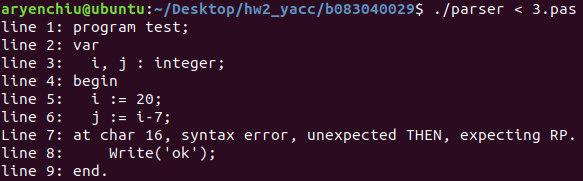 aryenchiu@ubuntu:~/Desktop/hw2_yacc/b083040029$ ./parser < 3.pas
line 1: program test;
line 2: var
line 3:   i, j : integer;
line 4: begin
line 5:   i := 20;
line 6:   j := i-7;
Line 7: at char 16, syntax error, unexpected THEN, expecting RP.
line 8:     Write('ok');
line 9: end.